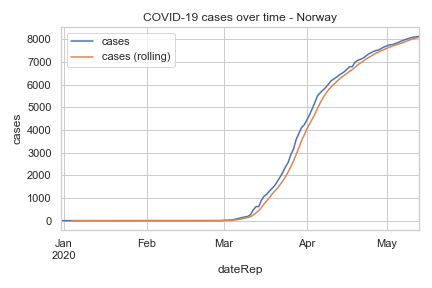 COVID-19 cases over time - Norway
cases
cases (rolling)
8000
7000
6000
5000
4000
3000
2000
1000
0
cases
Jan
2020
Feb
Mar
Apr
May
dateRep